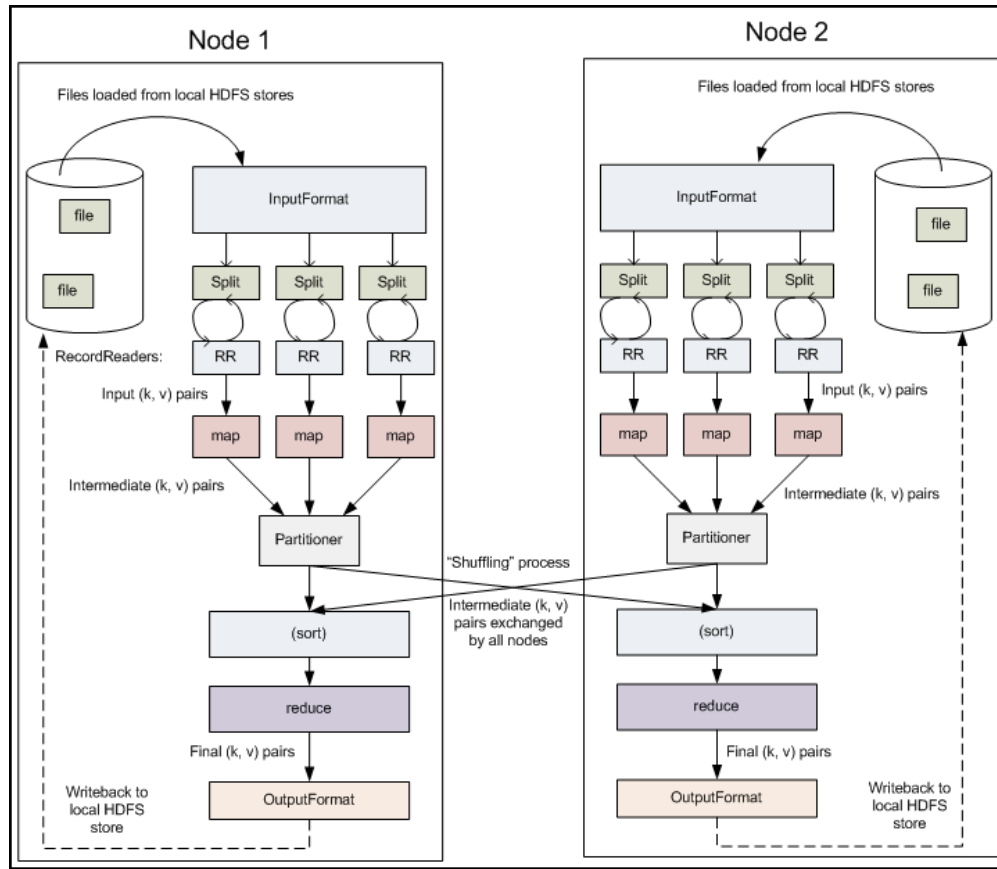 Node 1
Files loaded from local HDFS stores
InputFormat
file
file
Split
Split
Split
RecordReaders:
RR
RR
RR
Input (k, v) pairs
map
map
map
Intermediate (k, v) pairs
Partitioner
(sort)
reduce
Final (k, v) pairs
OutputFormat
Writeback to
local HDFS
store
"Shuffling" process
Intermediate (k, v)
pairs exchanged
by all nodes
Node 2
Files loaded from local HDFS stores
InputFormat
file
file
Split
Split
Split
RR
RR
RR
Input (k, v) pairs
map
map
map
Intermediate (k, v) pairs
Partitioner
(sort)
reduce
Final (k, v) pairs
OutputFormat
Writeback to
local HDFS
store